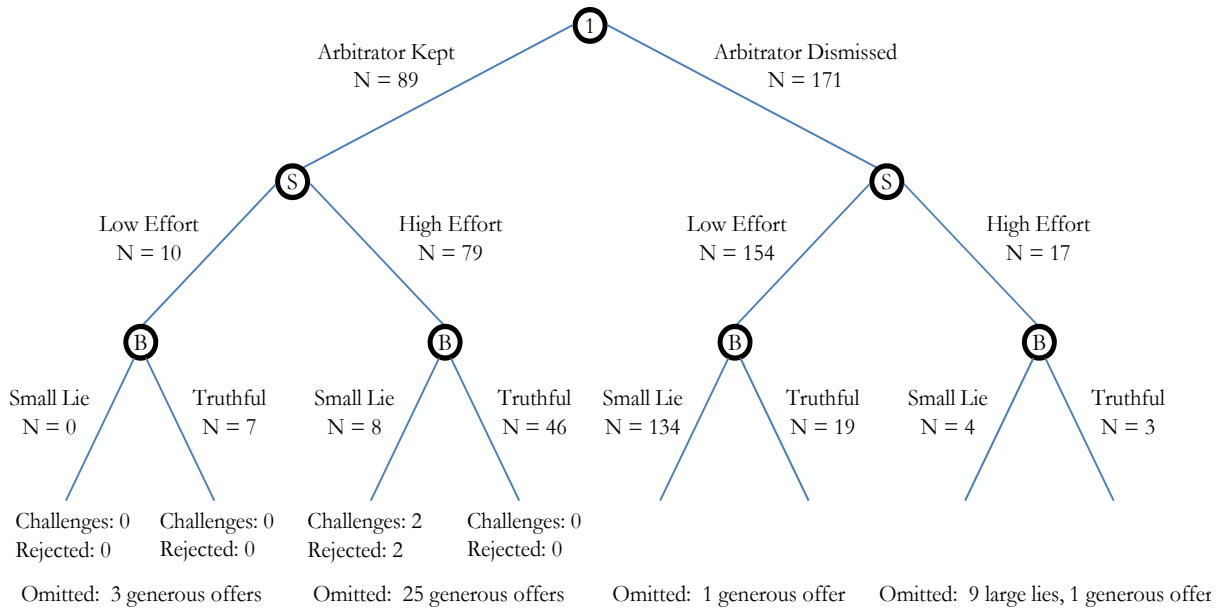 1
Arbitrator Kept
N = 89
Arbitrator Dismissed
N = 171
S
S
Low Effort
N = 10
High Effort
N = 79
Low Effort
N = 154
High Effort
N = 17
B
B
B
B
Small Lie
N = 0
Truthful
N = 7
Small Lie
N = 8
Truthful
N = 46
Small Lie
N = 134
Truthful
N = 19
Small Lie
N = 4
Truthful
N = 3
Challenges: 0
Rejected: 0
Challenges: 0
Rejected: 0
Challenges: 2
Rejected: 2
Challenges: 0
Rejected: 0
Omitted: 3 generous offers
Omitted: 25 generous offers
Omitted: 1 generous offer
Omitted: 9 large lies, 1 generous offer